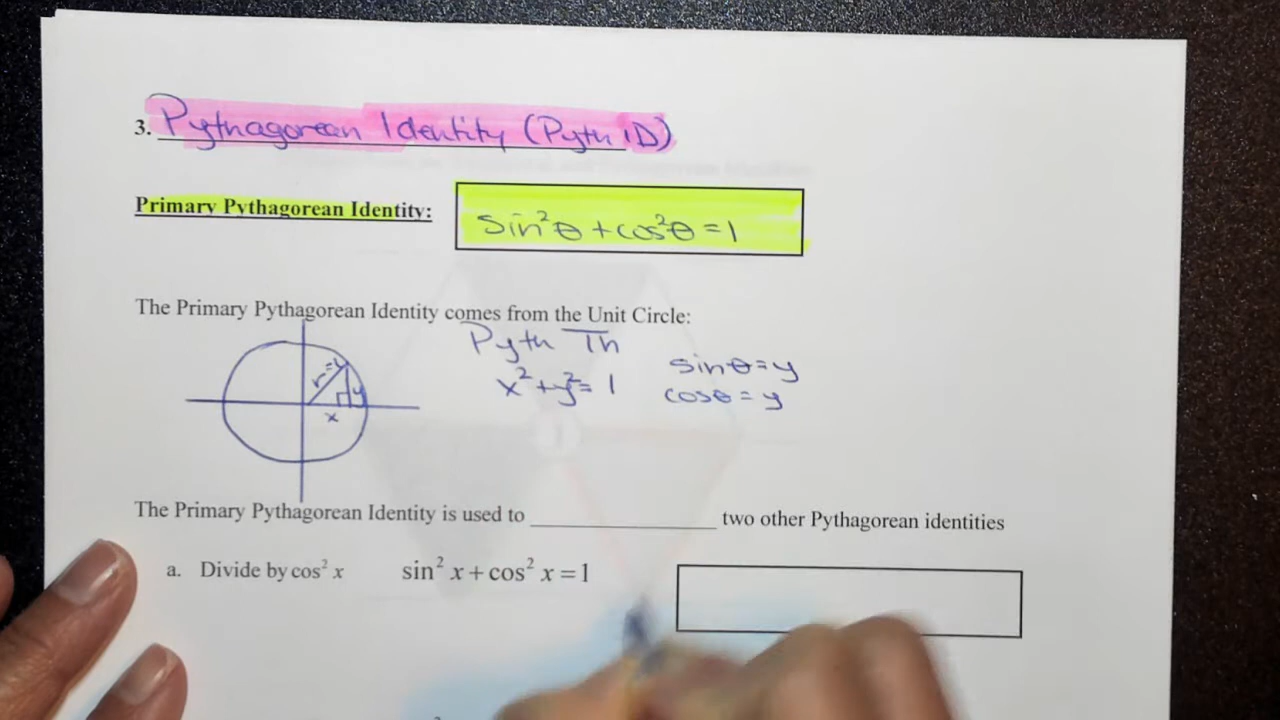 3. Pythagorean Identity (Pyth ID)
Primary Pythagorean Identity: sin²θ + cos²θ = 1
The Primary Pythagorean Identity comes from the Unit Circle:
Pyth Th
x² + y² = 1
sinθ = y
cosθ = y
y
x
The Primary Pythagorean Identity is used to ________________ two other Pythagorean identities
a. Divide by cos² x sin² x + cos² x = 1